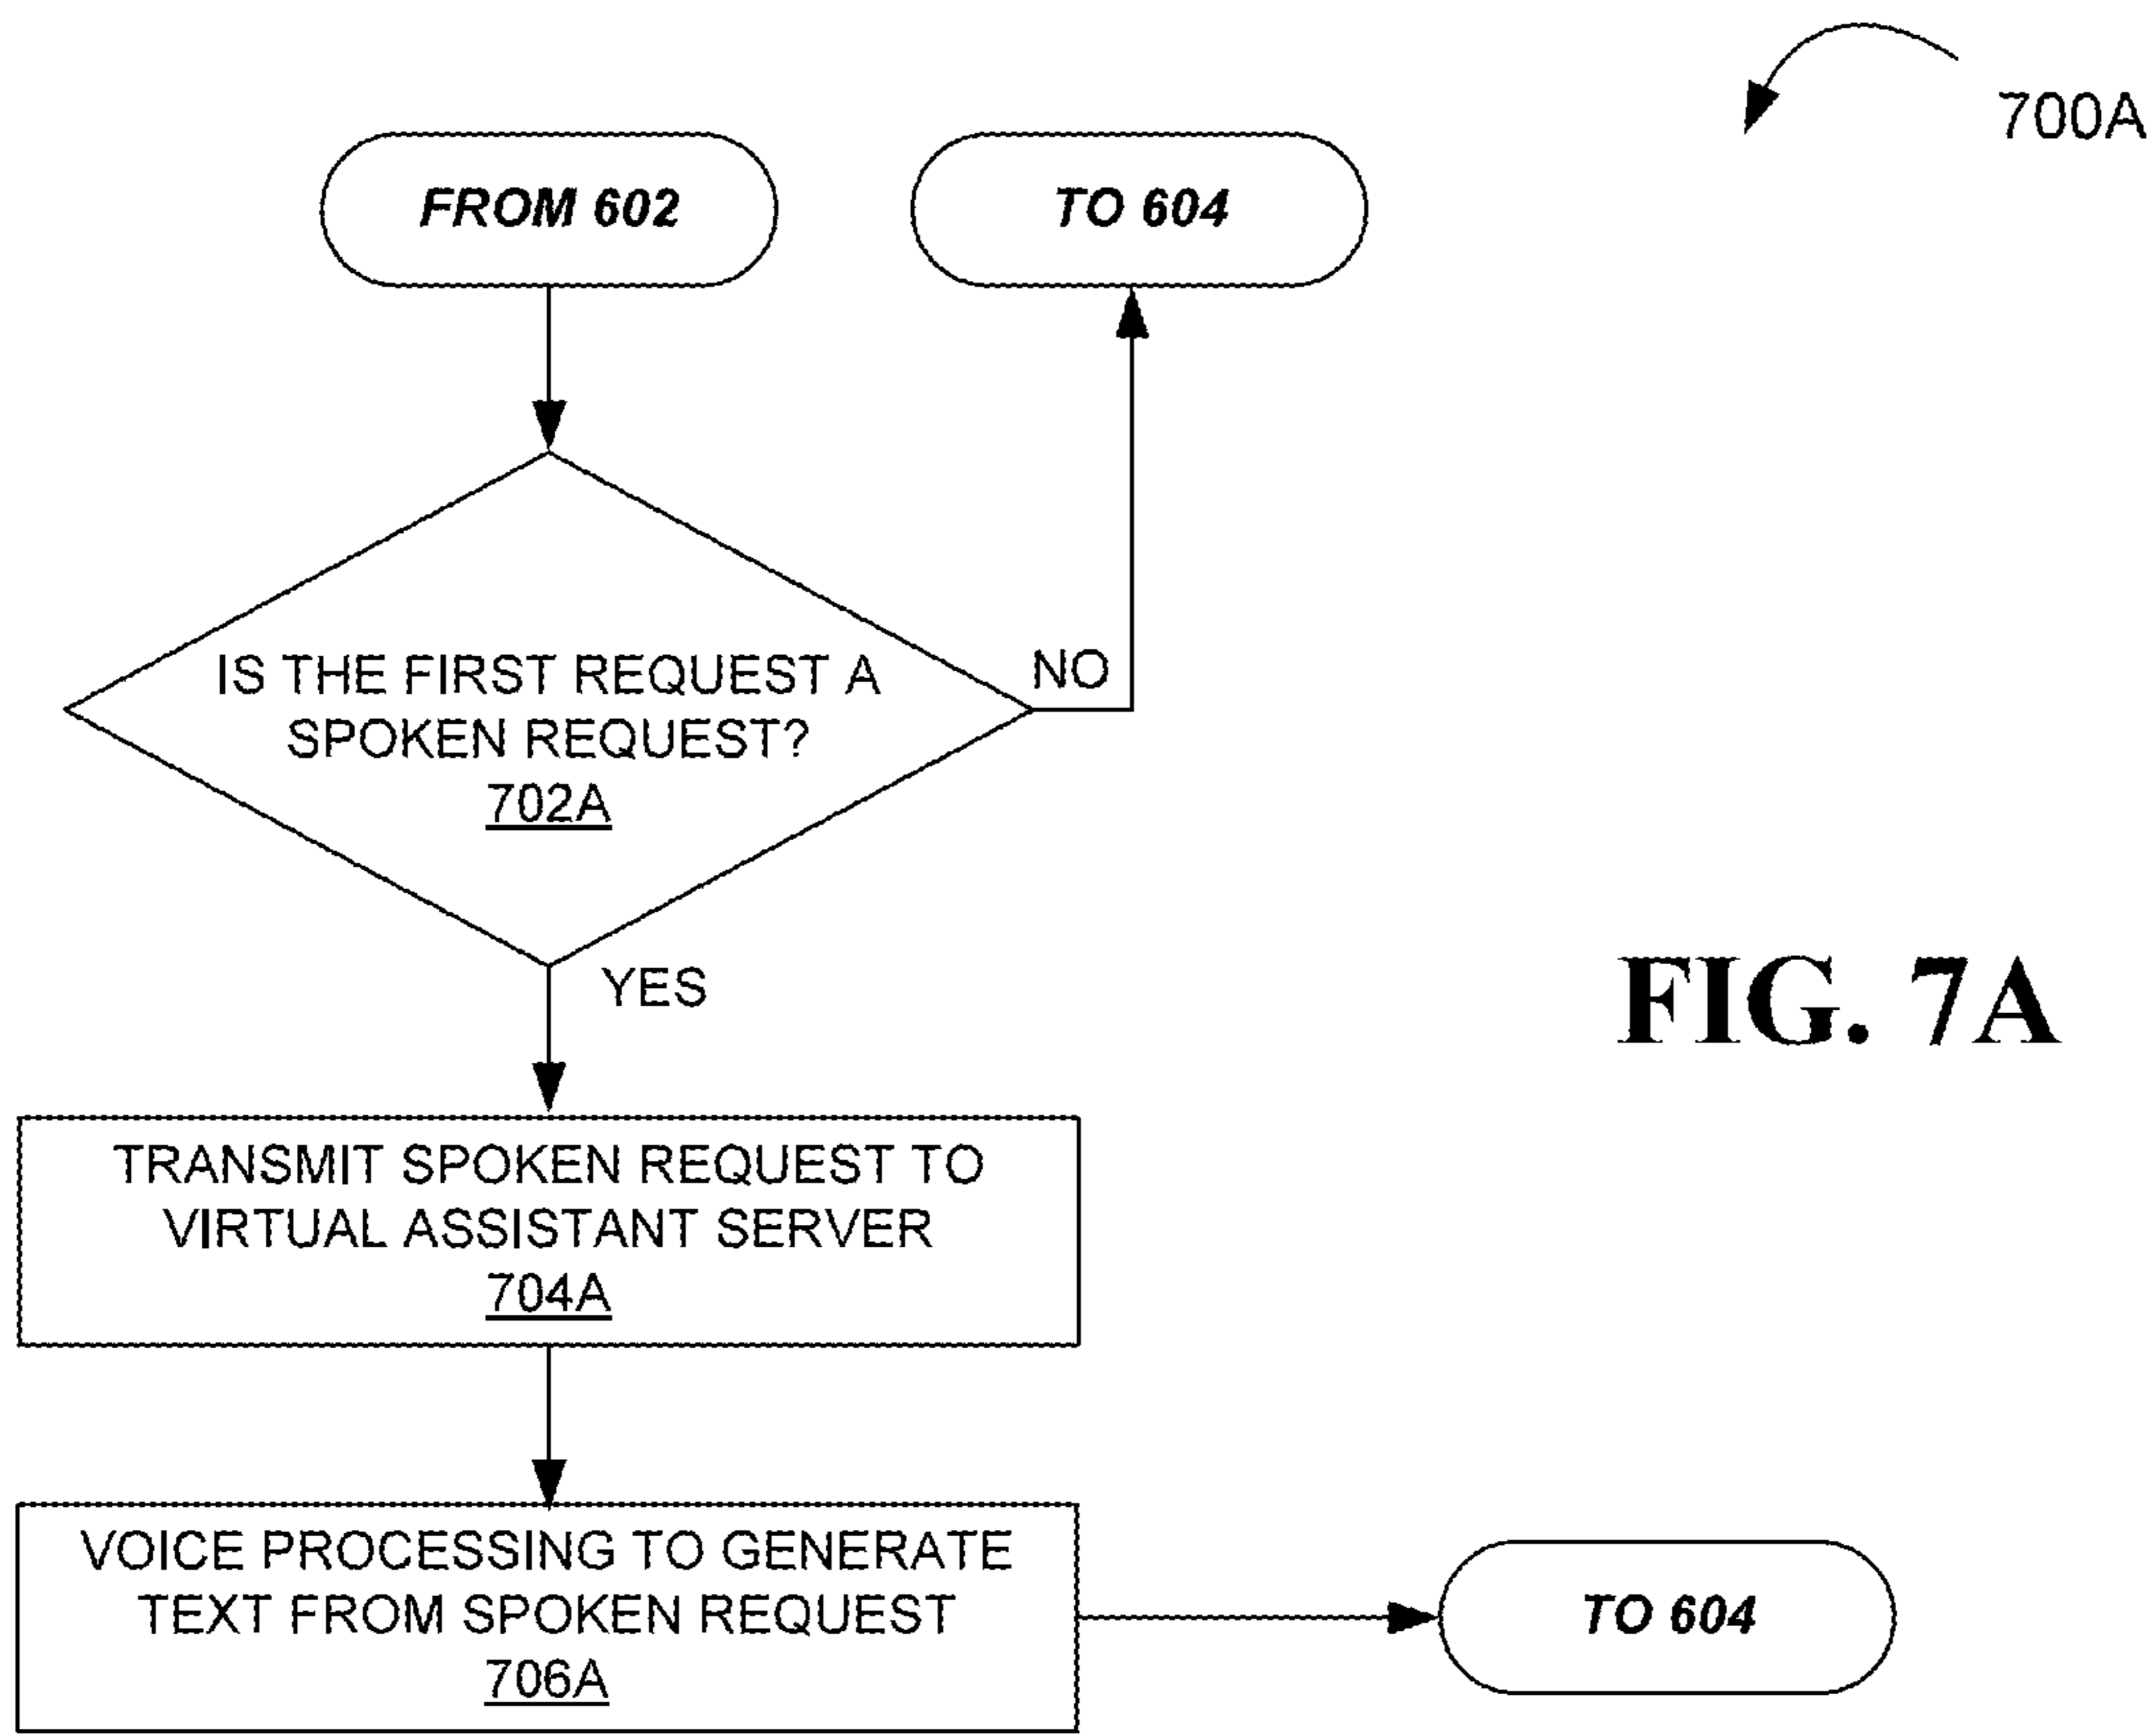 700A
FROM 602
TO 604
IS THE FIRST REQUEST A
SPOKEN REQUEST?
702A
NO
YES
FIG. 7A
TRANSMIT SPOKEN REQUEST TO
VIRTUAL ASSISTANT SERVER
704A
VOICE PROCESSING TO GENERATE
TEXT FROM SPOKEN REQUEST
706A
TO 604